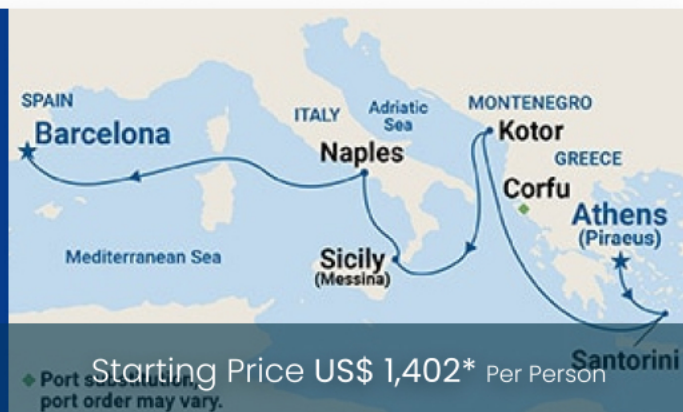 SPAIN
Barcelona
ITALY
Adriatic
Sea
MONTENEGRO
Kotor
Naples
GREECE
Corfu
Athens
(Piraeus)
Mediterranean Sea
Sicily
(Messina)
Santorini
Starting Price US$ 1,402* Per Person
Port substitution,
port order may vary.